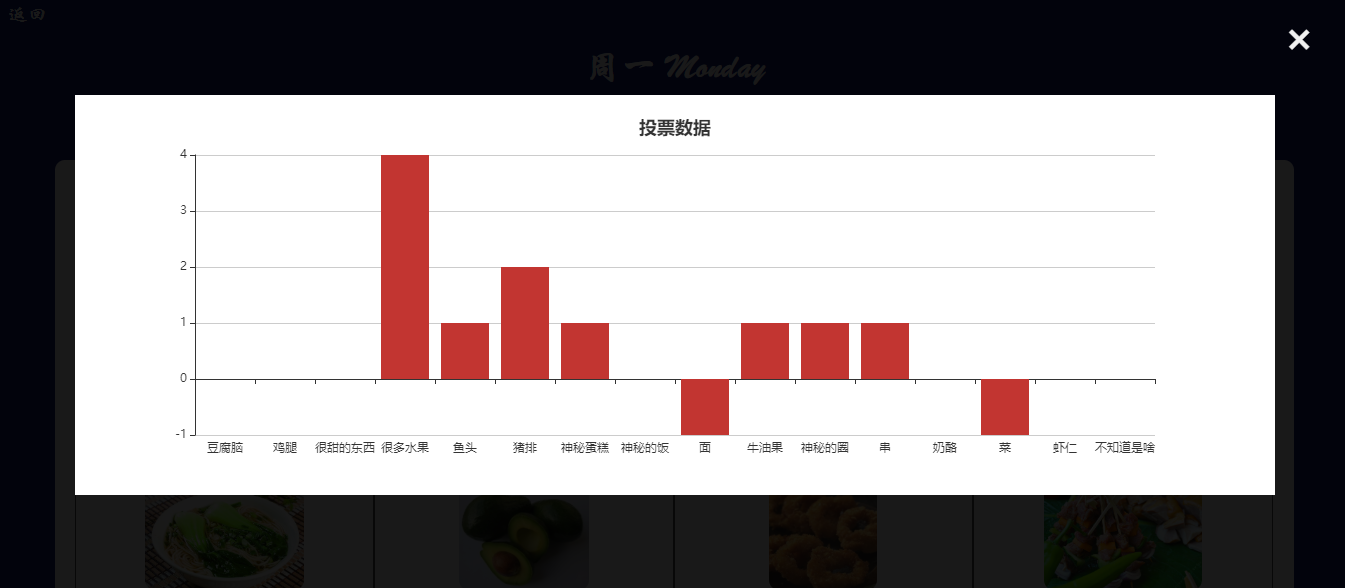 返回
周一 Monday
投票数据
4
3
2
1
0
-1
豆腐脑 鸡腿 很甜的东西 很多水果 鱼头 猪排 神秘蛋糕 神秘的饭 面 牛油果 神秘的圈 串 奶酪 菜 虾仁 不知道是啥